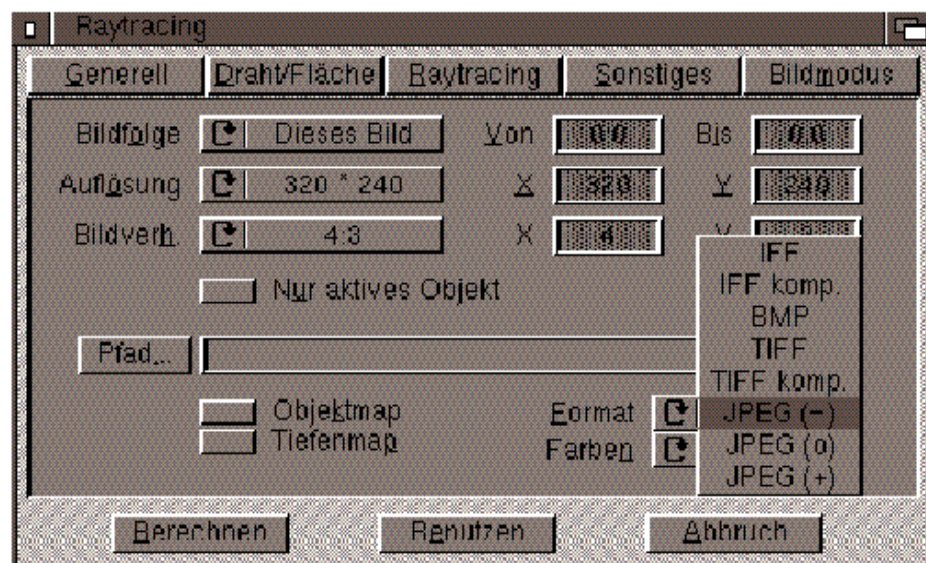 Raytracing
Generell Draht/Fläche Raytracing Sonstiges Bildmodus
Bildfolge Dieses Bild Von 00 Bis 00
Auflösung 320 * 240 X 320 Y 240
Bildverh. 4:3 X 4
IFF
Nur aktives Objekt IFF komp.
BMP
Pfad... TIFF
TIFF komp.
Objektmap Format JPEG (-)
Tiefenmap Farben JPEG (o)
JPEG (+)
Berechnen Benutzen Abbruch